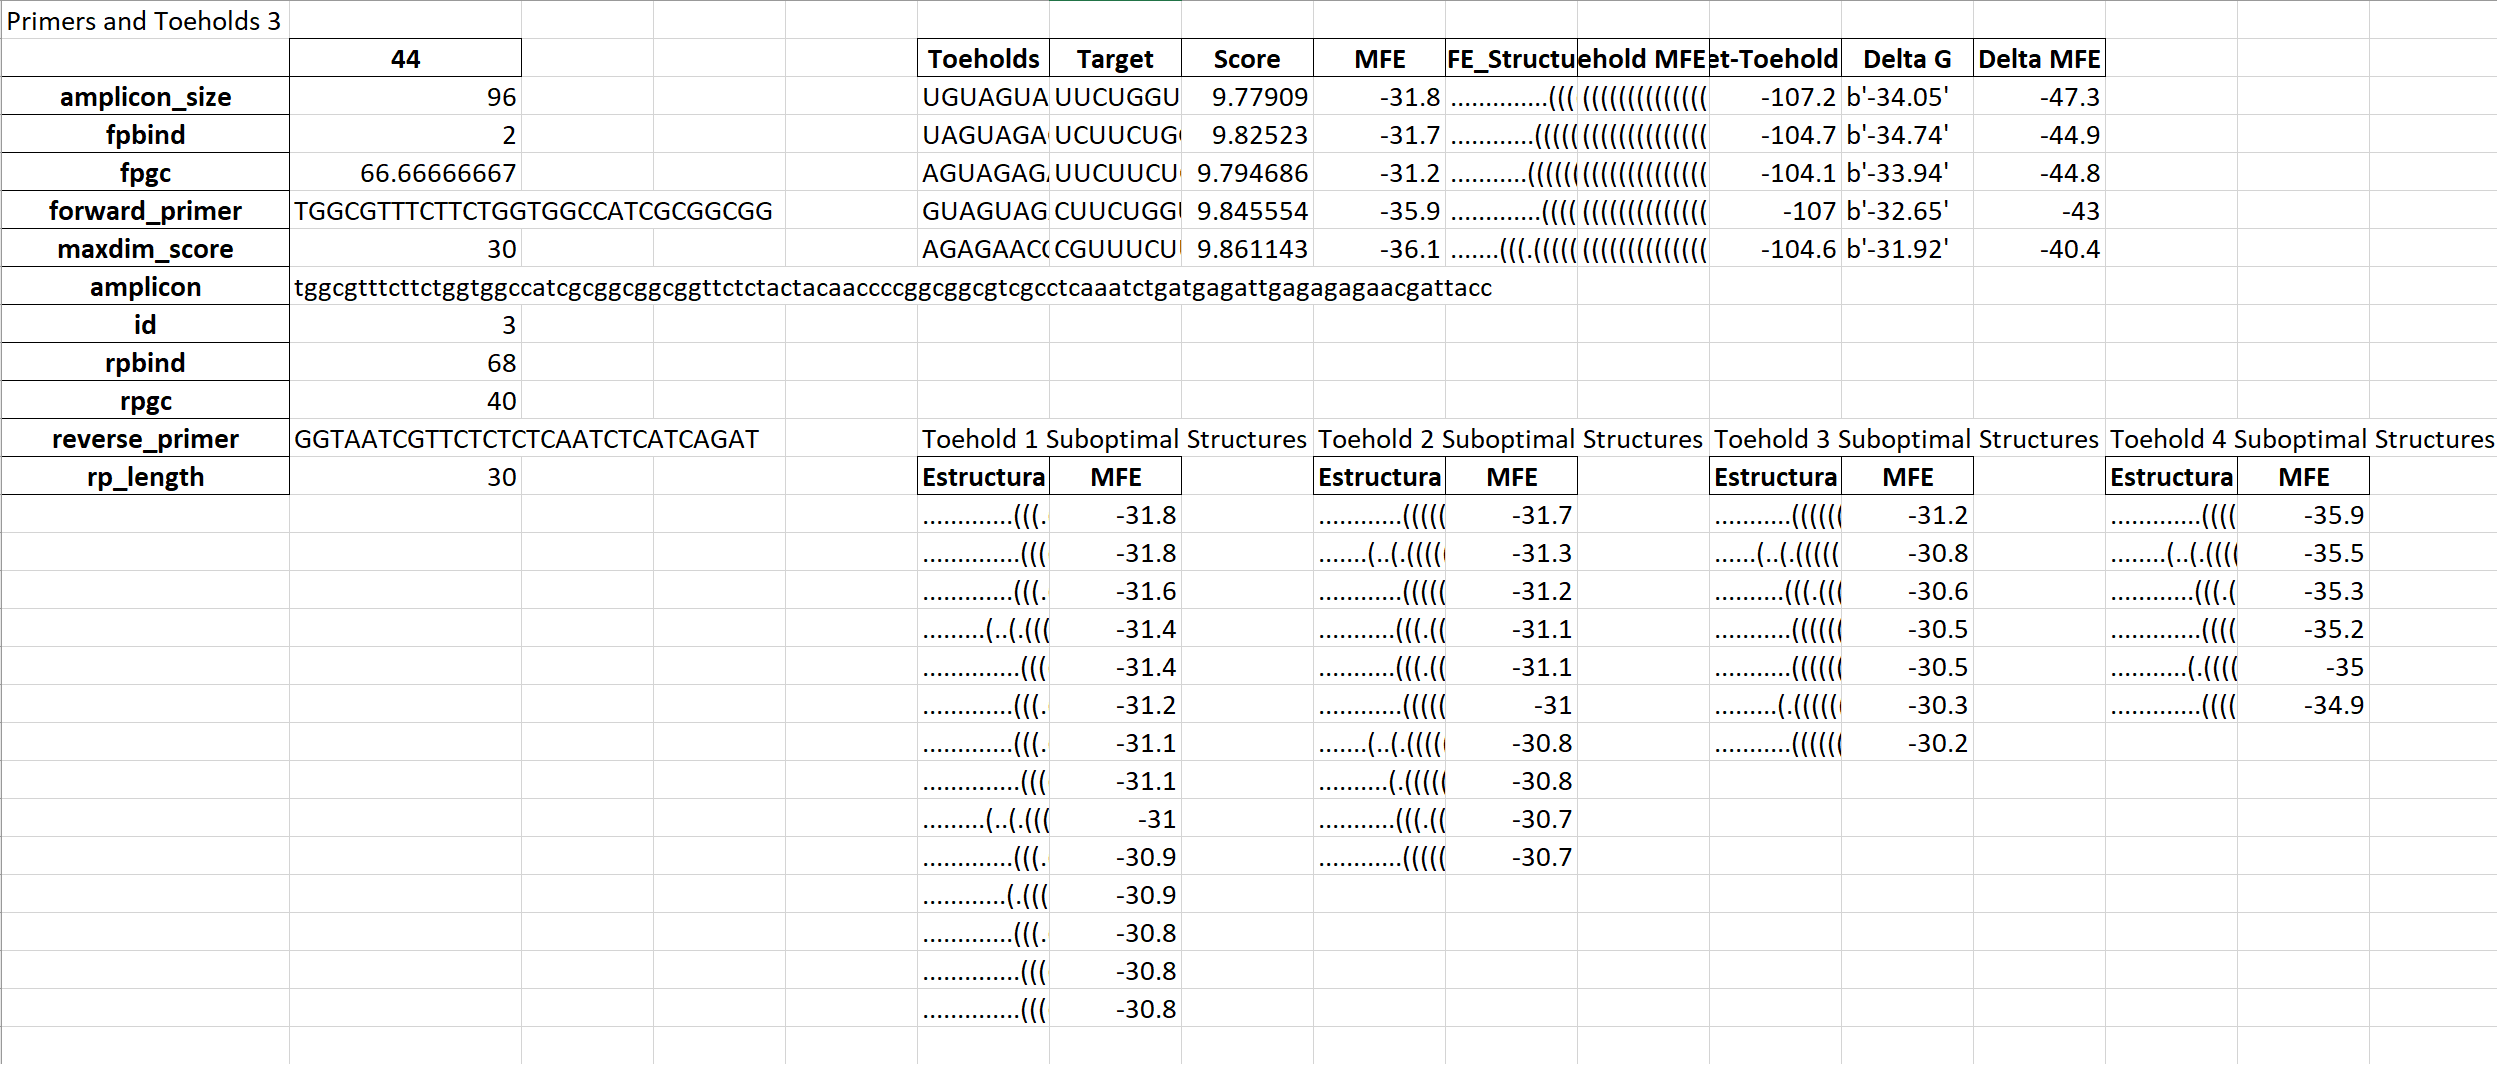 Primers and Toeholds 3
44 Toeholds Target Score MFE FE_Structu ehold MFE et-Toehold Delta G Delta MFE
amplicon_size 96 UGUAGUA UUCUGGU 9.77909 -31.8 ..............((( (((((((((((((( -107.2 b'-34.05' -47.3
fpbind 2 UAGUAGA UCUUCUG 9.82523 -31.7 ............((((( (((((((((((((( -104.7 b'-34.74' -44.9
fpgc 66.66666667 AGUAGAG UUCUUCU 9.794686 -31.2 ...........(((((( (((((((((((((( -104.1 b'-33.94' -44.8
forward_primer TGGCGTTTCTTCTGGTGGCCATCGCGGCGG GUAGUAG CUUCUGG 9.845554 -35.9 .............(((( (((((((((((((( -107 b'-32.65' -43
maxdim_score 30 AGAGAACC CGUUUCU 9.861143 -36.1 .......(((.(((((( (((((((((((((( -104.6 b'-31.92' -40.4
amplicon tggcgtttcttctggtggccatcgcggcggcggttctctactacaaccccggcggcgtcgcctcaaatctgatgagattgagagagaacgattacc
id 3
rpbind 68
rpgc 40
reverse_primer GGTAATCGTTCTCTCTCAATCTCATCAGAT Toehold 1 Suboptimal Structures Toehold 2 Suboptimal Structures Toehold 3 Suboptimal Structures Toehold 4 Suboptimal Structures
rp_length 30 Estructura MFE Estructura MFE Estructura MFE Estructura MFE
.............(((. -31.8 ............((((( -31.7 ...........(((((( -31.2 .............(((( -35.9
..............((( -31.8 .......(..(.((((( -31.3 ......(..(.((((( -30.8 ........(..(.(((( -35.5
.............(((. -31.6 ............((((( -31.2 ..........(((.((( -30.6 ............(((.( -35.3
.........(..(.((( -31.4 ...........(((.(( -31.1 ...........(((((( -30.5 .............(((( -35.2
..............((( -31.4 ...........(((.(( -31.1 ...........(((((( -30.5 ...........(.(((( -35
.............(((. -31.2 ............((((( -31 .........(.(((((( -30.3 .............(((( -34.9
.............(((. -31.1 .......(..(.((((( -30.8 ...........(((((( -30.2
..............((( -31.1 ..........(.((((( -30.8
.........(..(.((( -31 ...........(((.(( -30.7
.............(((. -30.9 ............((((( -30.7
............(.((( -30.9
.............(((. -30.8
..............((( -30.8
..............((( -30.8